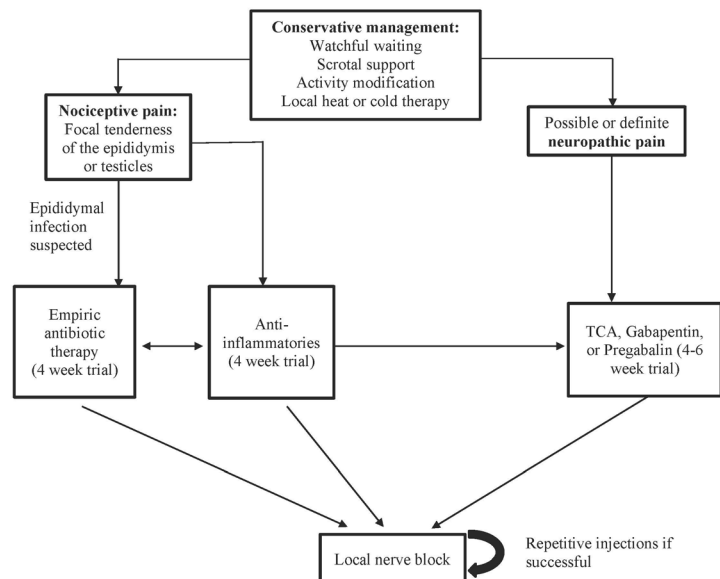 Conservative management:
Watchful waiting
Scrotal support
Activity modification
Local heat or cold therapy
Nociceptive pain:
Focal tenderness
of the epididymis
or testicles
Possible or definite
neuropathic pain
Epididymal
infection
suspected
Empiric
antibiotic
therapy
(4 week trial)
Anti-
inflammatories
(4 week trial)
TCA, Gabapentin,
or Pregabalin (4-6
week trial)
Local nerve block
Repetitive injections if
successful